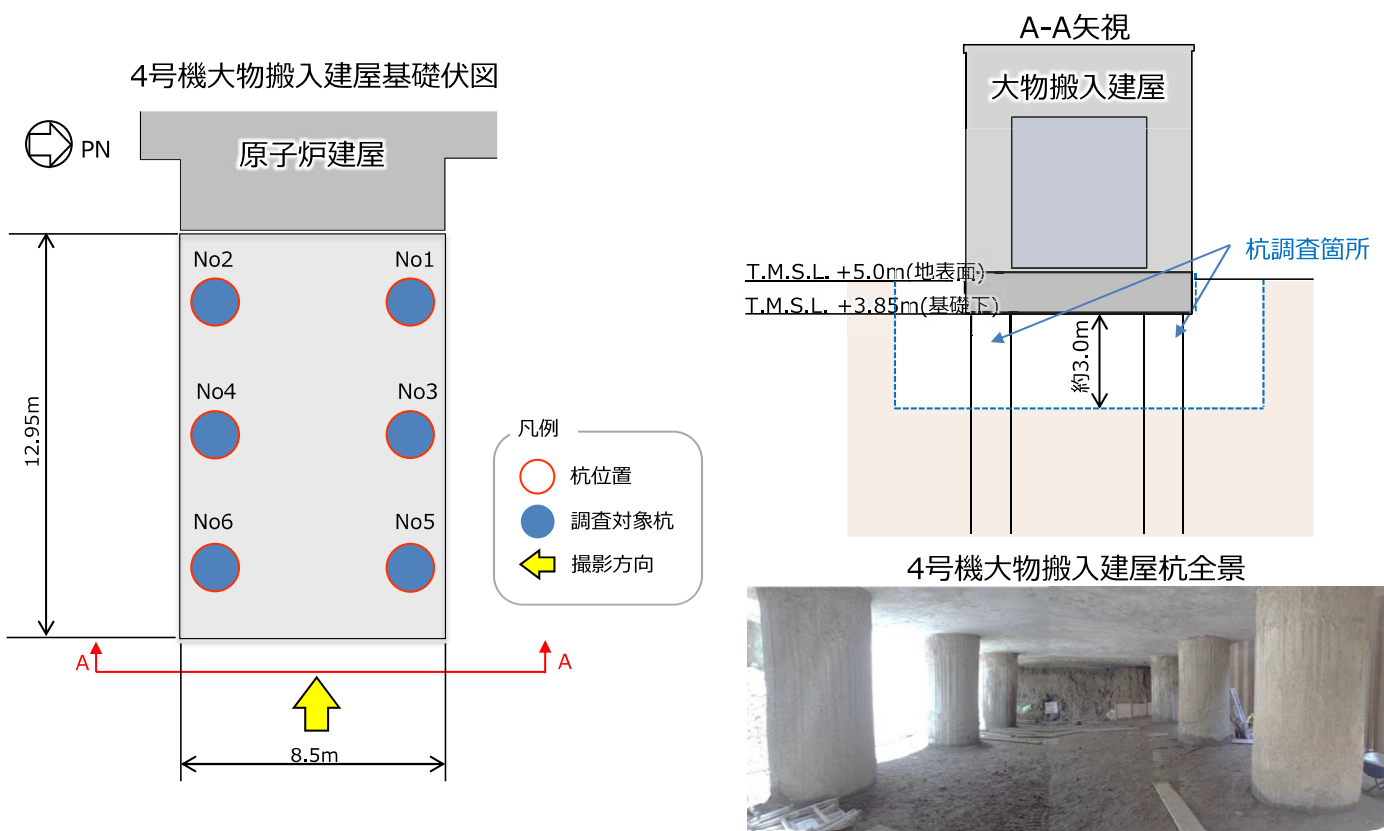 4号機大物搬入建屋基礎伏図
PN
原子炉建屋
No2
No1
No4
No3
No6
No5
12.95m
8.5m
A
A
凡例
杭位置
調査対象杭
撮影方向
A-A矢視
大物搬入建屋
杭調査箇所
T.M.S.L. +5.0m(地表面)
T.M.S.L. +3.85m(基礎下)
約3.0m
4号機大物搬入建屋杭全景